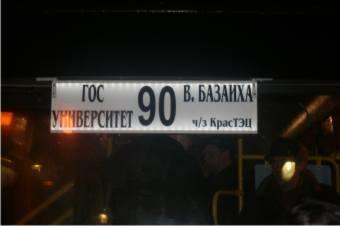 ГОС
УНИВЕРСИТЕТ
90
В. БАЗАИХА
ч/з КрасТЭЦ